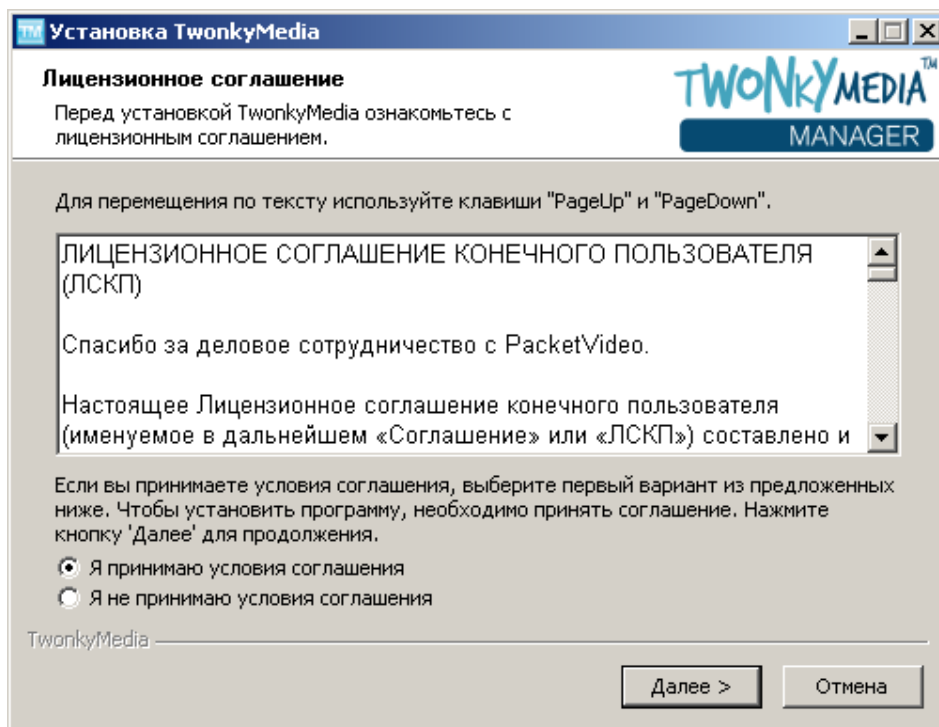 Установка TwonkyMedia
Лицензионное соглашение
Перед установкой TwonkyMedia ознакомьтесь с
лицензионным соглашением.
TWONKYMEDIA™
MANAGER
Для перемещения по тексту используйте клавиши "PageUp" и "PageDown".
ЛИЦЕНЗИОННОЕ СОГЛАШЕНИЕ КОНЕЧНОГО ПОЛЬЗОВАТЕЛЯ
(ЛСКП)
Спасибо за деловое сотрудничество с PacketVideo.
Настоящее Лицензионное соглашение конечного пользователя
(именуемое в дальнейшем «Соглашение» или «ЛСКП») составлено и
Если вы принимаете условия соглашения, выберите первый вариант из предложенных
ниже. Чтобы установить программу, необходимо принять соглашение. Нажмите
кнопку 'Далее' для продолжения.
Я принимаю условия соглашения
Я не принимаю условия соглашения
TwonkyMedia
Далее >
Отмена